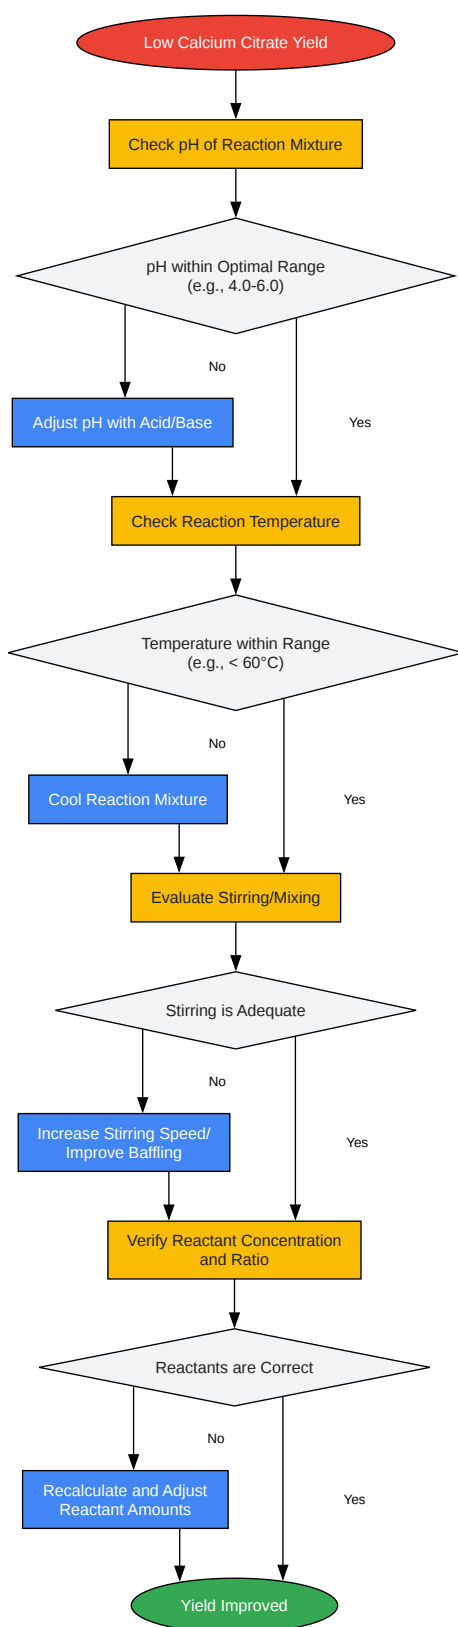 Low Calcium Citrate Yield
Check pH of Reaction Mixture
pH within Optimal Range
(e.g., 4.0-6.0)
No
Adjust pH with Acid/Base
Yes
Check Reaction Temperature
Temperature within Range
(e.g., < 60°C)
No
Cool Reaction Mixture
Yes
Evaluate Stirring/Mixing
Stirring is Adequate
No
Increase Stirring Speed/
Improve Baffling
Yes
Verify Reactant Concentration
and Ratio
Reactants are Correct
No
Recalculate and Adjust
Reactant Amounts
Yes
Yield Improved